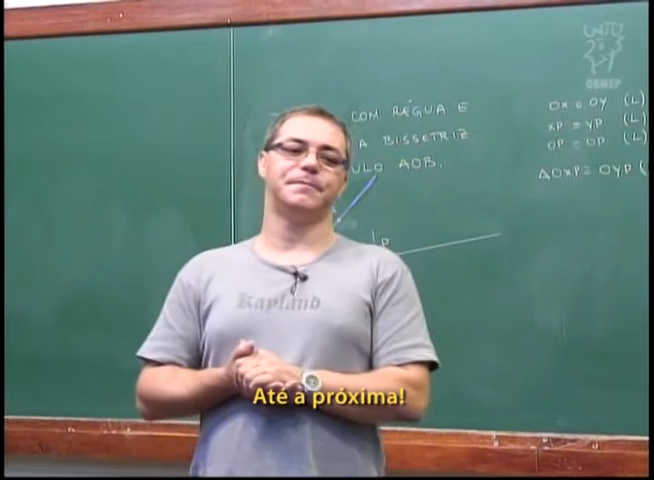 OBMEP
COM RÉGUA E
A BISSETRIZ
ULO AOB.
OX ≡ OY (L)
XP ≡ YP (L)
OP ≡ OP (L)
ΔOXP ≡ OYP (
P
Kapland
Até a próxima!